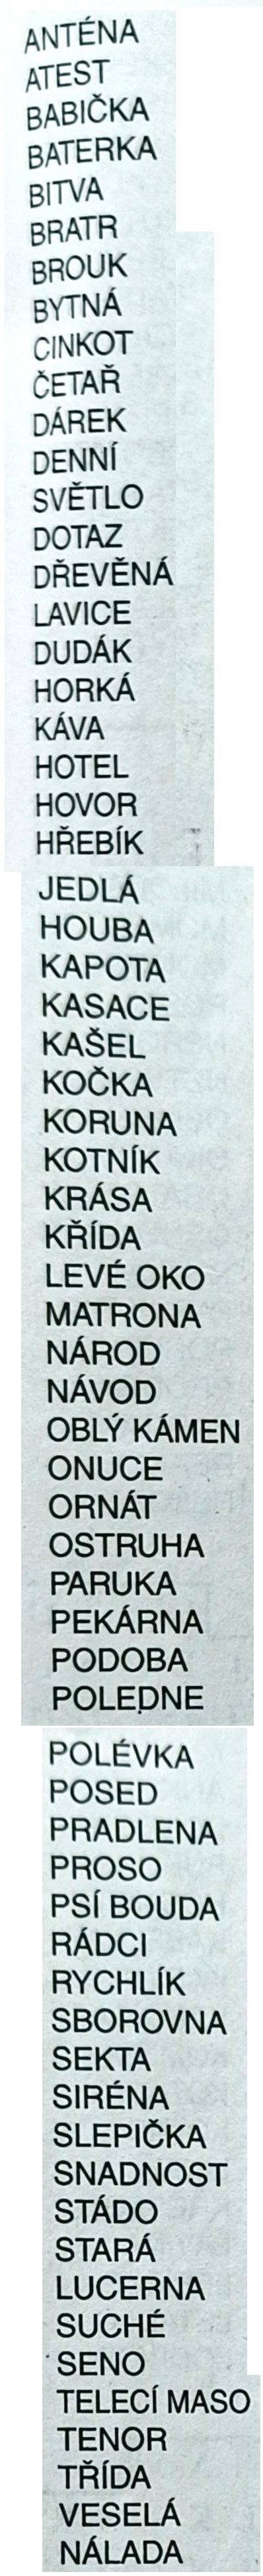 ANTÉNA
ATEST
BABIČKA
BATERKA
BITVA
BRATR
BROUK
BYTNÁ
CINKOT
ČETAŘ
DÁREK
DENNÍ
SVĚTLO
DOTAZ
DŘEVĚNÁ
LAVICE
DUDÁK
HORKÁ
KÁVA
HOTEL
HOVOR
HŘEBÍK
JEDLÁ
HOUBA
KAPOTA
KASACE
KAŠEL
KOČKA
KORUNA
KOTNÍK
KRÁSA
KŘÍDA
LEVÉ OKO
MATRONA
NÁROD
NÁVOD
OBLÝ KÁMEN
ONUCE
ORNÁT
OSTRUHA
PARUKA
PEKÁRNA
PODOBA
POLEDNE
POLÉVKA
POSED
PRADLENA
PROSO
PSÍ BOUDA
RÁDCI
RYCHLÍK
SBOROVNA
SEKTA
SIRÉNA
SLEPIČKA
SNADNOST
STÁDO
STARÁ
LUCERNA
SUCHÉ
SENO
TELECÍ MASO
TENOR
TŘÍDA
VESELÁ
NÁLADA